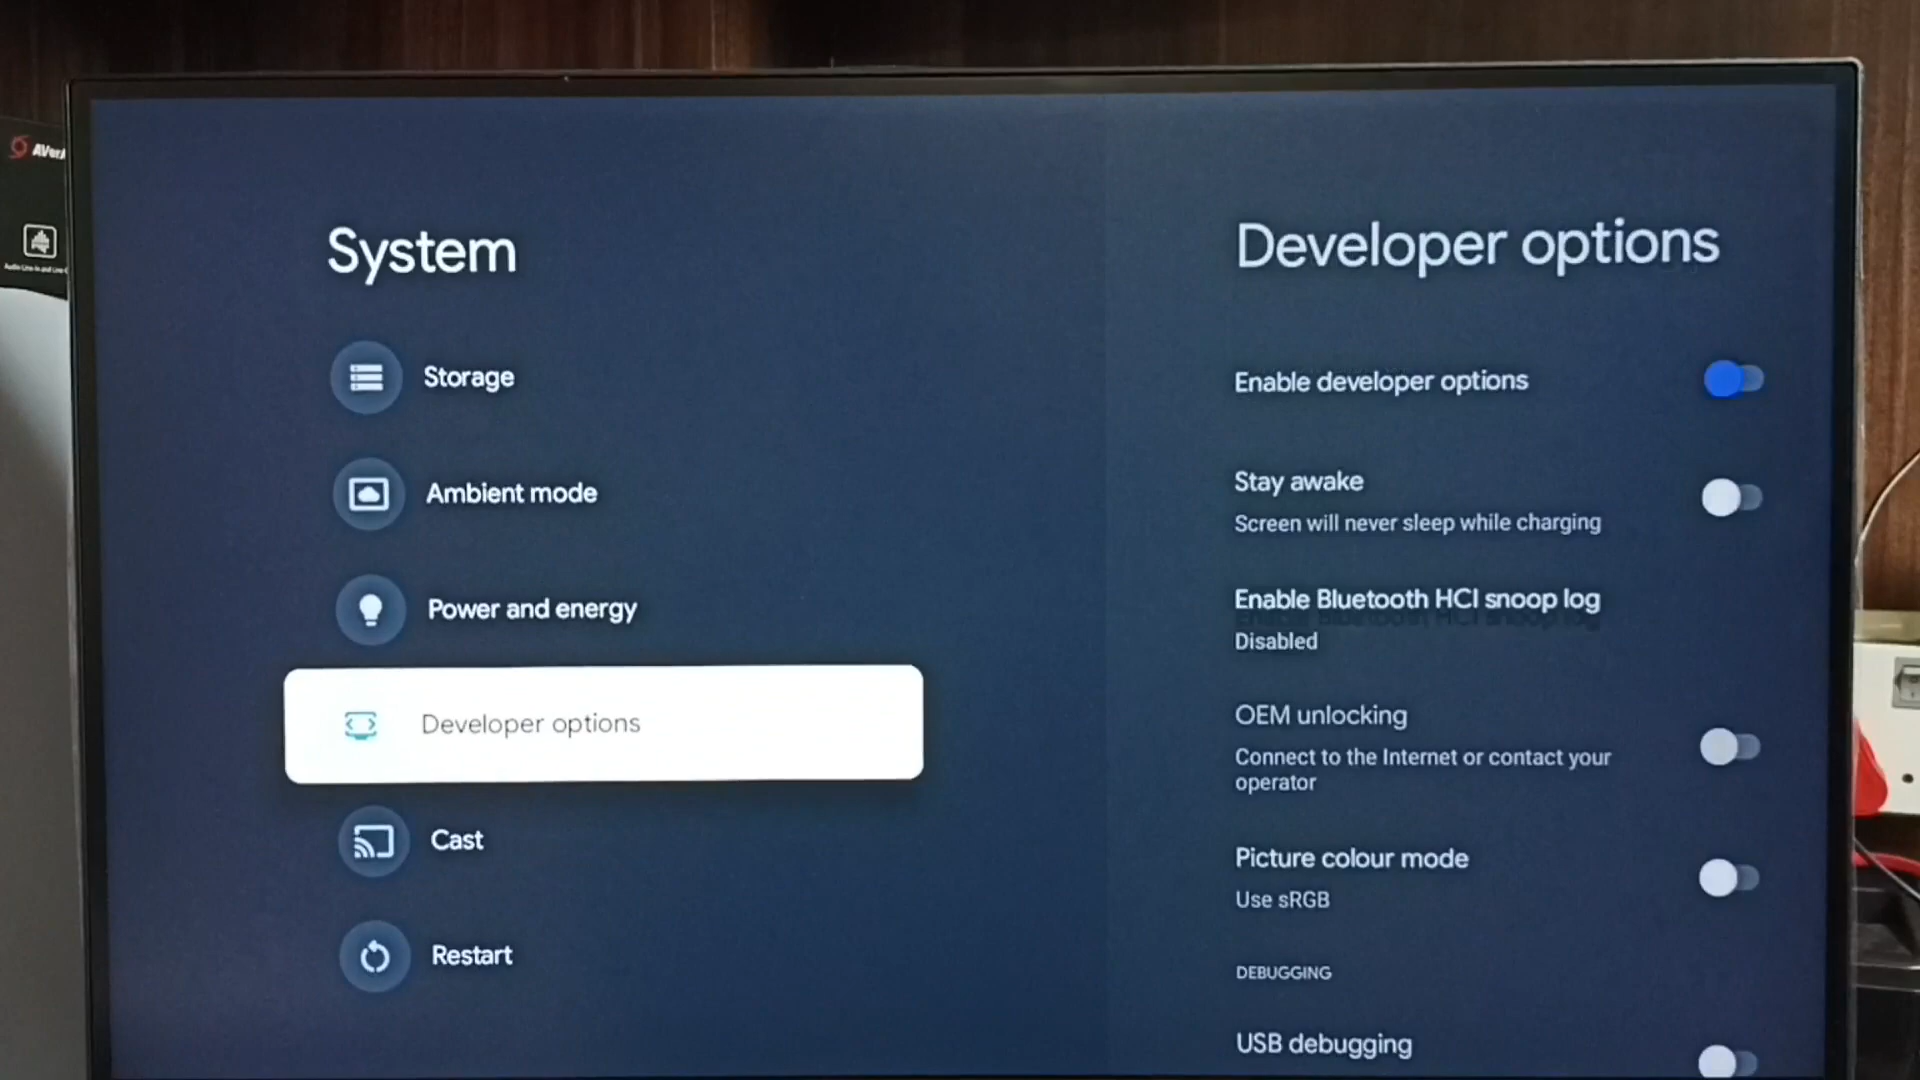 System
Storage
Ambient mode
Power and energy
Developer options
Cast
Restart
Developer options
Enable developer options
Stay awake
Screen will never sleep while charging
Enable Bluetooth HCI snoop log
Disabled
OEM unlocking
Connect to the Internet or contact your
operator
Picture colour mode
Use sRGB
DEBUGGING
USB debugging